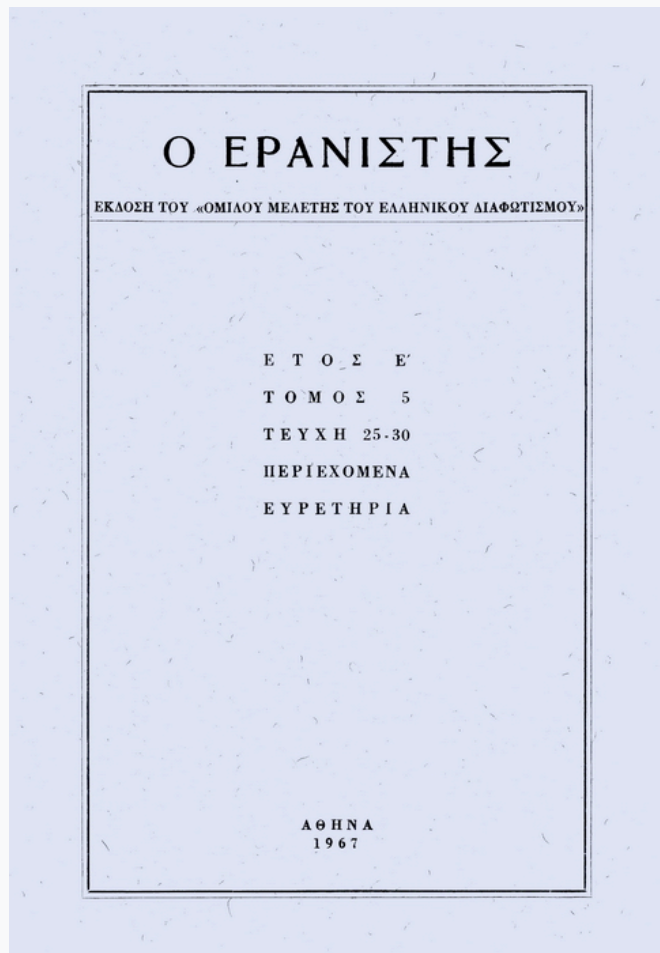 Ο ΕΡΑΝΙΣΤΗΣ
ΕΚΔΟΣΗ ΤΟΥ «ΟΜΙΛΟΥ ΜΕΛΕΤΗΣ ΤΟΥ ΕΛΛΗΝΙΚΟΥ ΔΙΑΦΩΤΙΣΜΟΥ»
ΕΤΟΣ Ε΄
ΤΟΜΟΣ 5
ΤΕΥΧΗ 25-30
ΠΕΡΙΕΧΟΜΕΝΑ
ΕΥΡΕΤΗΡΙΑ
ΑΘΗΝΑ
1967